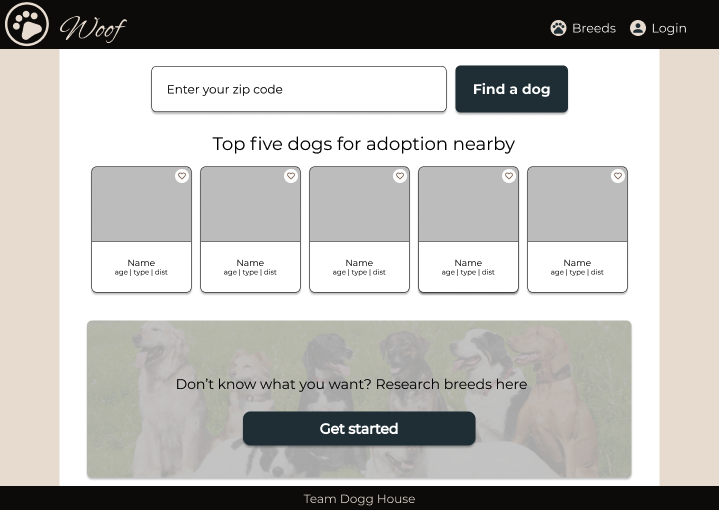 Woof
Breeds
Login
Enter your zip code
Find a dog
Top five dogs for adoption nearby
Name
age | type | dist
Name
age | type | dist
Name
age | type | dist
Name
age | type | dist
Name
age | type | dist
Don't know what you want? Research breeds here
Get started
Team Dogg House